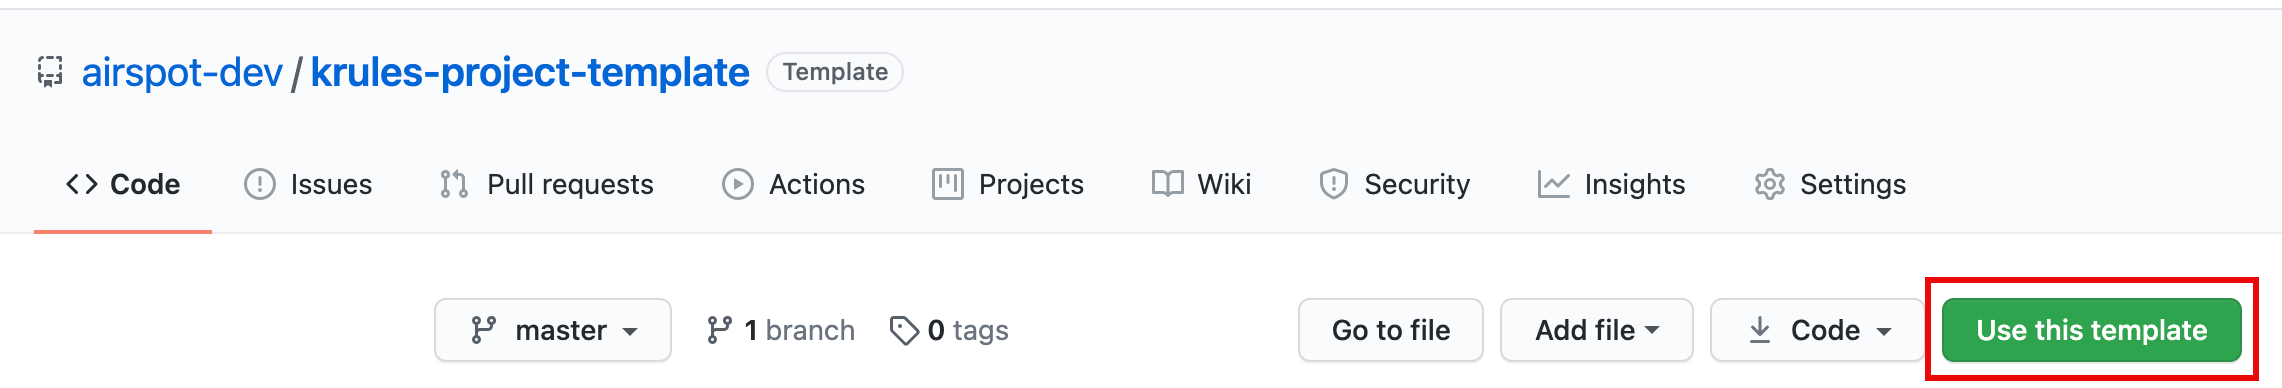 airspot-dev / krules-project-template Template
Code Issues Pull requests Actions Projects Wiki Security Insights Settings
master 1 branch 0 tags Go to file Add file Code Use this template